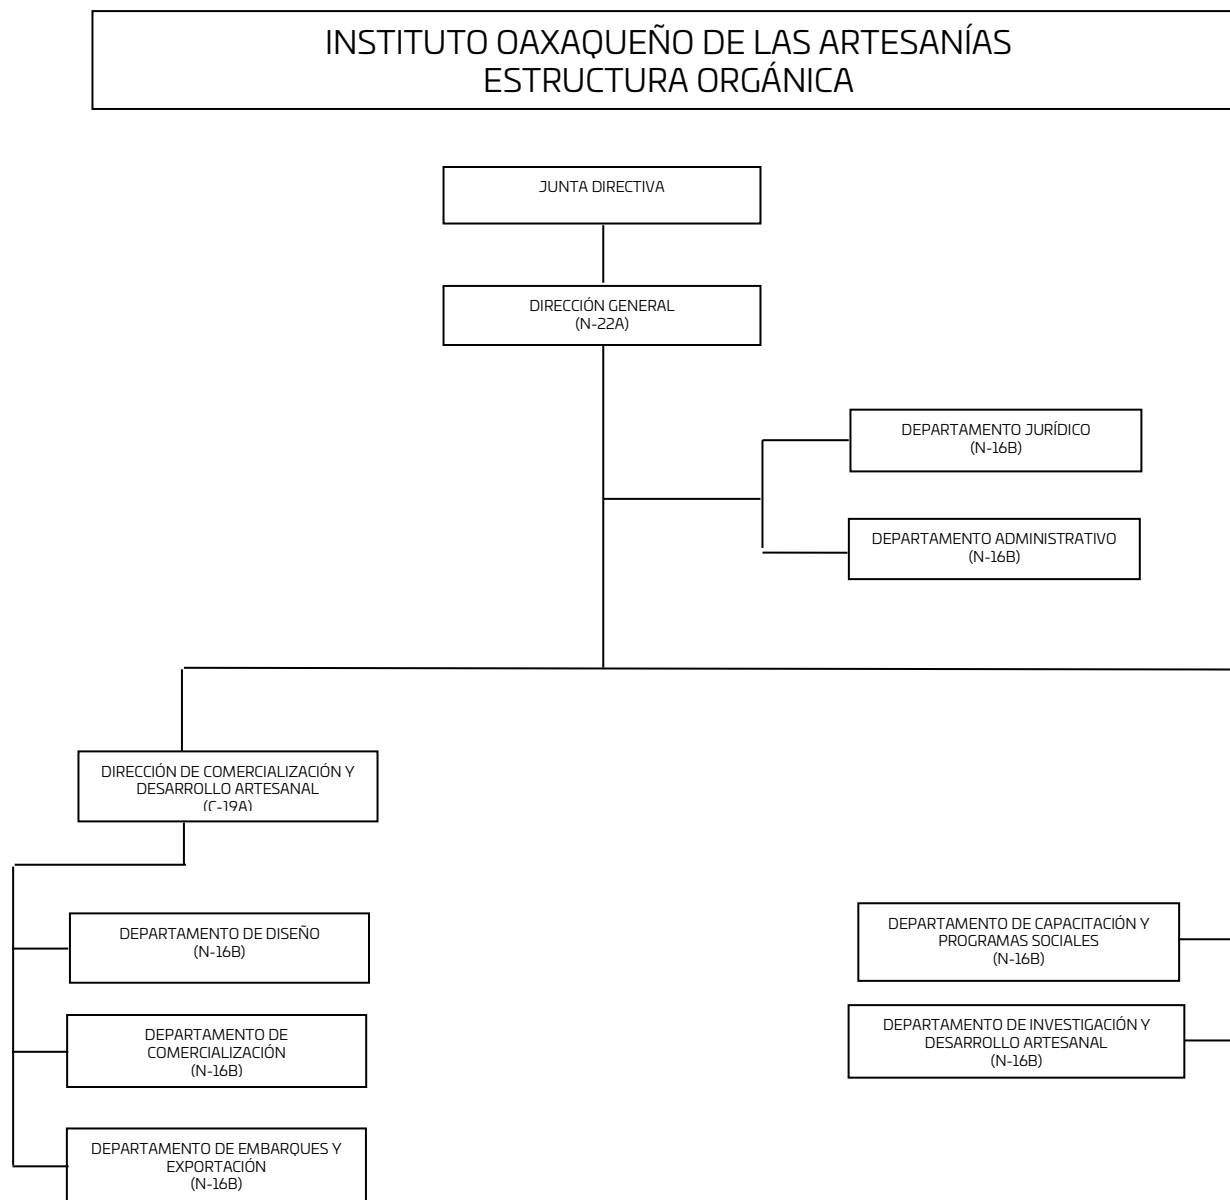 INSTITUTO OAXAQUEÑO DE LAS ARTESANÍAS
ESTRUCTURA ORGÁNICA
JUNTA DIRECTIVA
DIRECCIÓN GENERAL
(N-22A)
DEPARTAMENTO JURÍDICO
(N-16B)
DEPARTAMENTO ADMINISTRATIVO
(N-16B)
DIRECCIÓN DE COMERCIALIZACIÓN Y
DESARROLLO ARTESANAL
(C-19A)
DEPARTAMENTO DE DISEÑO
(N-16B)
DEPARTAMENTO DE
COMERCIALIZACIÓN
(N-16B)
DEPARTAMENTO DE EMBARQUES Y
EXPORTACIÓN
(N-16B)
DEPARTAMENTO DE CAPACITACIÓN Y
PROGRAMAS SOCIALES
(N-16B)
DEPARTAMENTO DE INVESTIGACIÓN Y
DESARROLLO ARTESANAL
(N-16B)